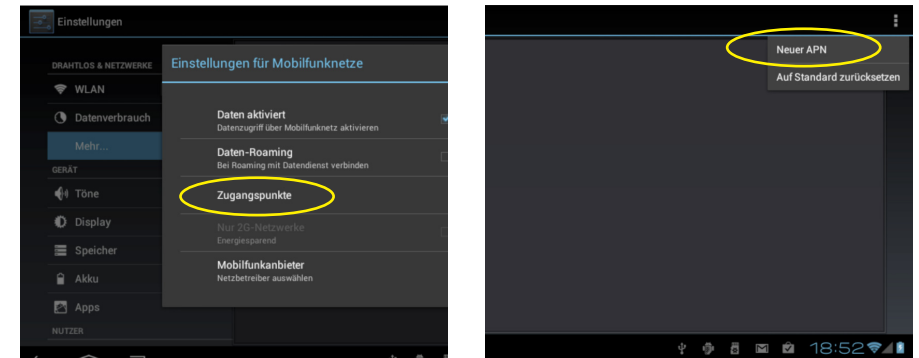 Einstellungen
DRAHTLOS & NETZWERKE
WLAN
Datenverbrauch
Mehr...
GERÄT
Töne
Display
Speicher
Akku
Apps
NUTZER
Einstellungen für Mobilfunknetze
Daten aktiviert
Datenzugriff über Mobilfunknetz aktivieren
Daten-Roaming
Bei Roaming mit Datendienst verbinden
Zugangspunkte
Nur 2G-Netzwerke
Energiesparend
Mobilfunkanbieter
Netzbetreiber auswählen
Neuer APN
Auf Standard zurücksetzen
18:52